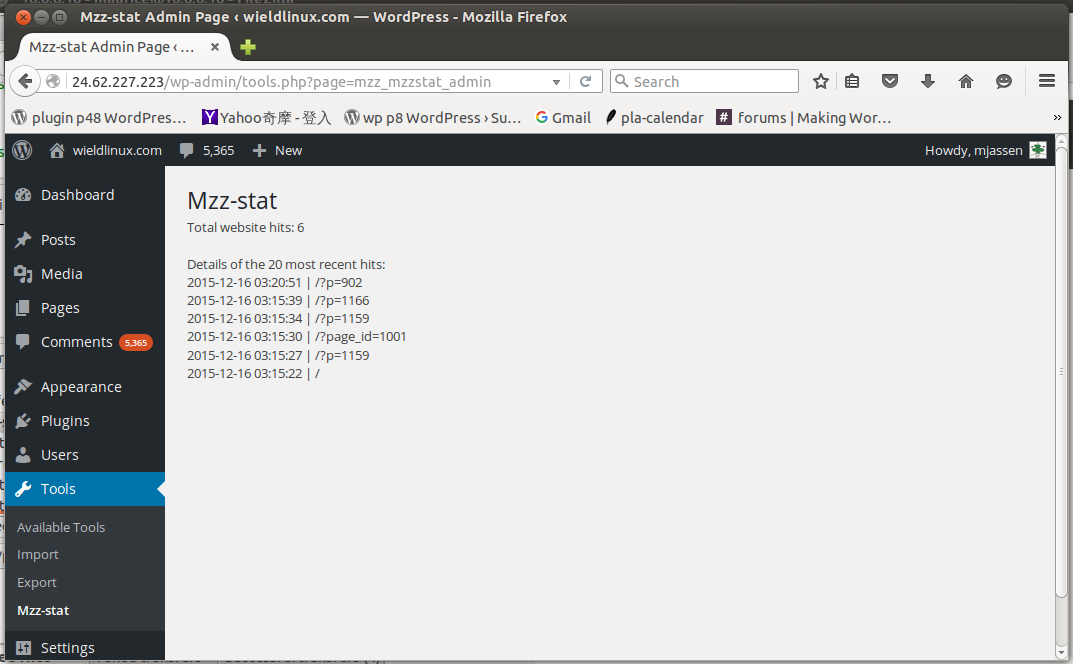 Mzz-stat Admin Page ‹ wieldlinux.com — WordPress - Mozilla Firefox
Mzz-stat Admin Page ‹ ...
24.62.227.223/wp-admin/tools.php?page=mzz_mzzstat_admin
Search
plugin p48 WordPres... Yahoo奇摩 - 登入 wp p8 WordPress › Su... Gmail pla-calendar # forums | Making Wor... »
wieldlinux.com 5,365 + New Howdy, mjassen
Dashboard
Posts
Media
Pages
Comments 5,365
Appearance
Plugins
Users
Tools
Available Tools
Import
Export
Mzz-stat
Settings
Mzz-stat
Total website hits: 6
Details of the 20 most recent hits:
2015-12-16 03:20:51 | /?p=902
2015-12-16 03:15:39 | /?p=1166
2015-12-16 03:15:34 | /?p=1159
2015-12-16 03:15:30 | /?page_id=1001
2015-12-16 03:15:27 | /?p=1159
2015-12-16 03:15:22 | /